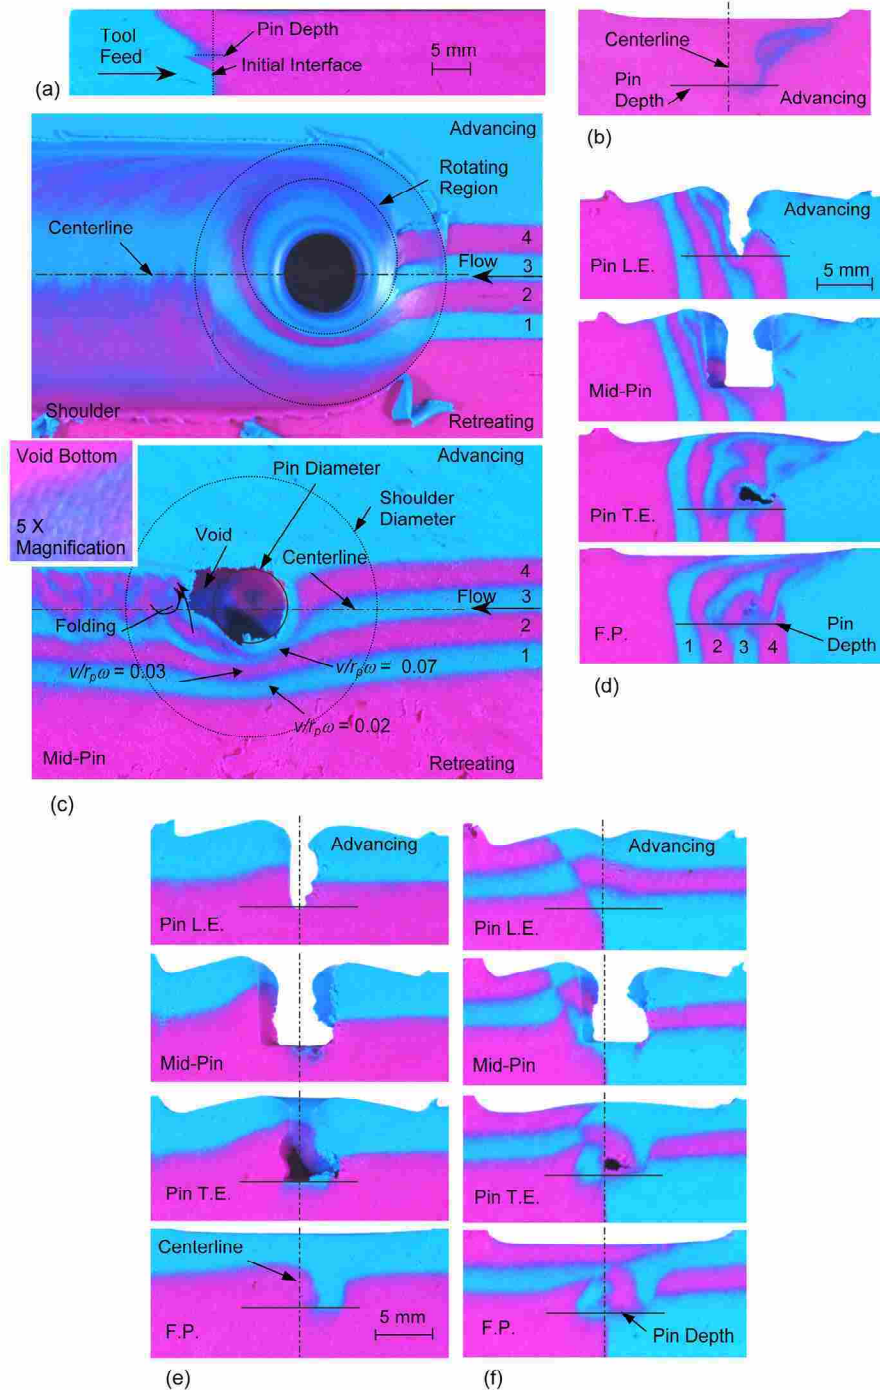 Tool
Feed
Pin Depth
5 mm
Initial Interface
(a)
Centerline
Pin
Depth
Advancing
(b)
Advancing
Rotating
Region
Centerline
4
Flow
3
2
1
Shoulder
Retreating
Void Bottom
5 X
Magnification
Advancing
Pin Diameter
Shoulder
Diameter
Void
Centerline
4
Flow
3
2
1
Folding
v/rₚω = 0.03
v/rₚω = 0.07
v/rₚω = 0.02
Mid-Pin
Retreating
(c)
Advancing
Pin L.E.
5 mm
Mid-Pin
Pin T.E.
F.P.
1 2 3 4
Pin
Depth
(d)
Advancing
Pin L.E.
Mid-Pin
Pin T.E.
Centerline
F.P.
5 mm
(e)
Advancing
Pin L.E.
Mid-Pin
Pin T.E.
F.P.
Pin Depth
(f)